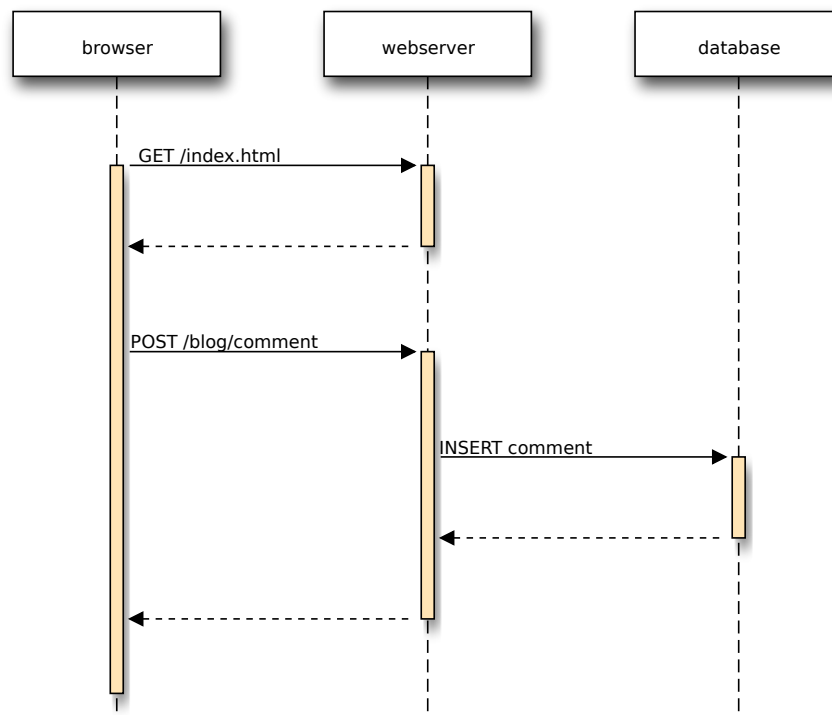 browser
webserver
database
GET /index.html
POST /blog/comment
INSERT comment